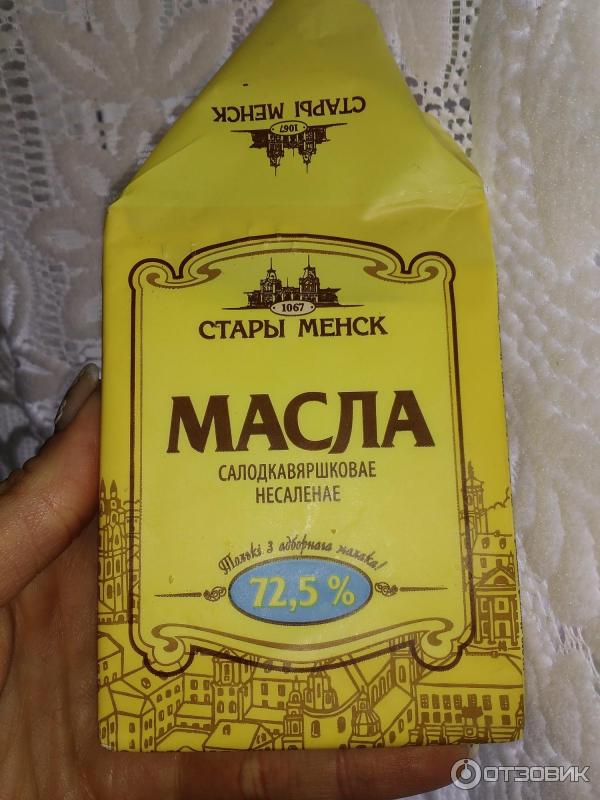 СТАРЫ МЕНСК
1067
1067
СТАРЫ МЕНСК
МАСЛА
САЛОДКАВЯРШКОВАЕ
НЕСАЛЕНАЕ
Толькі з адборнага малака!
72,5 %
ОТЗОВИК